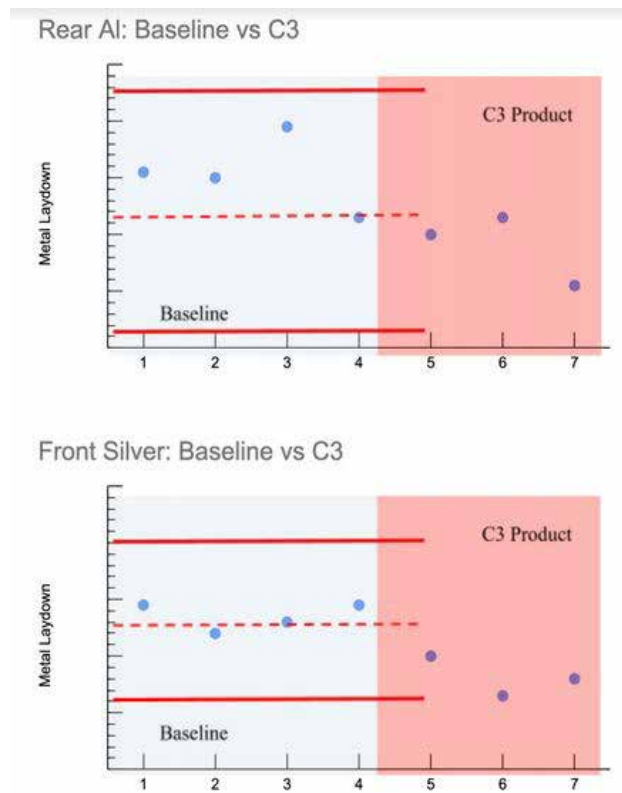 Rear Al: Baseline vs C3
C3 Product
Metal Laydown
Baseline
1 2 3 4 5 6 7
Front Silver: Baseline vs C3
C3 Product
Metal Laydown
Baseline
1 2 3 4 5 6 7